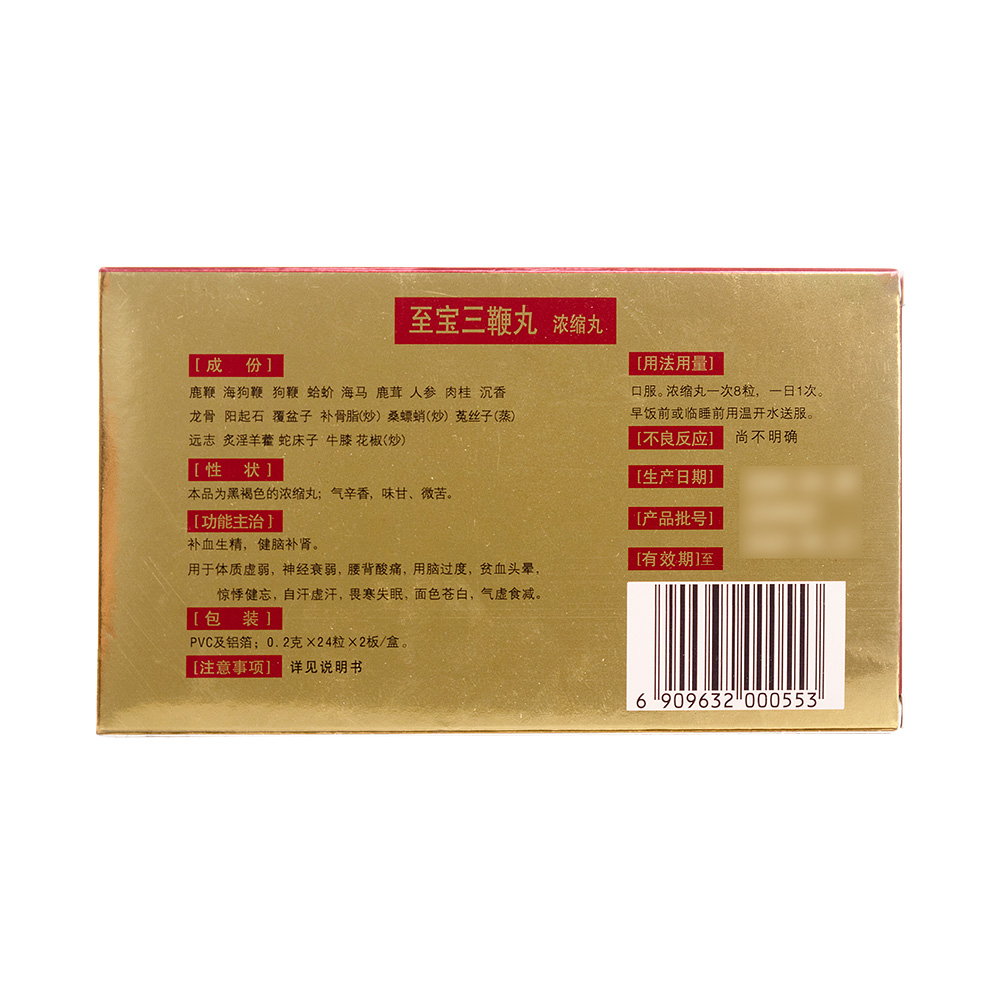 至宝三鞭丸 浓缩丸
[成 份]
鹿鞭 海狗鞭 狗鞭 蛤蚧 海马 鹿茸 人参 肉桂 沉香
龙骨 阳起石 覆盆子 补骨脂(炒) 桑螵蛸(炒) 菟丝子(蒸)
远志 炙淫羊藿 蛇床子 牛膝 花椒(炒)
[性 状]
本品为黑褐色的浓缩丸；气辛香，味甘、微苦。
[功能主治]
补血生精，健脑补肾。
用于体质虚弱，神经衰弱，腰背酸痛，用脑过度，贫血头晕，
惊悸健忘，自汗虚汗，畏寒失眠，面色苍白，气虚食减。
[包 装]
PVC及铝箔；0.2克×24粒×2板/盒。
[注意事项] 详见说明书
[用法用量]
口服。浓缩丸一次8粒，一日1次。
早饭前或临睡前用温开水送服。
[不良反应] 尚不明确
[生产日期]
[产品批号]
[有效期]至
6 909632 000553